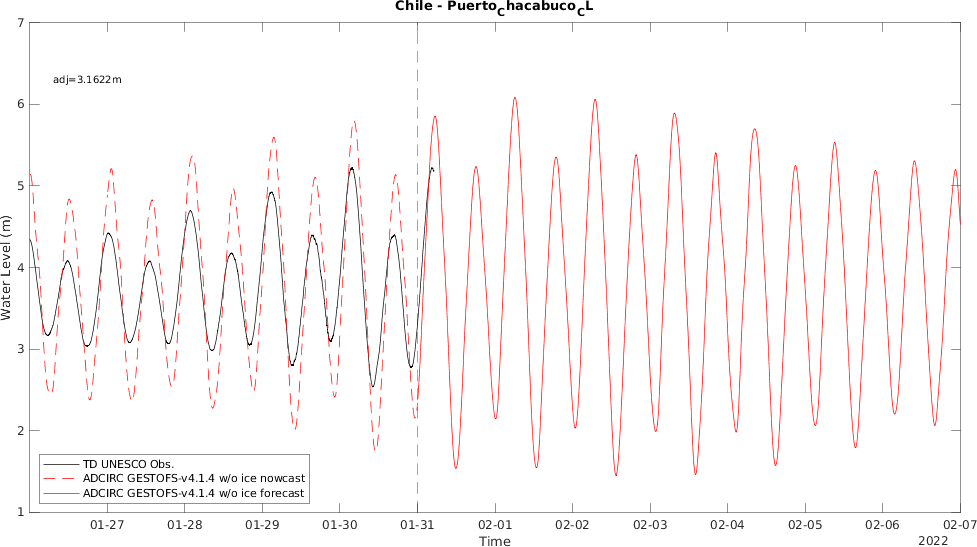 Chile - PuertoChacabucoCL
7
6
5
4
3
2
1
Water Level (m)
adj=3.1622m
TD UNESCO Obs.
ADCIRC GESTOFS-v4.1.4 w/o ice nowcast
ADCIRC GESTOFS-v4.1.4 w/o ice forecast
01-27 01-28 01-29 01-30 01-31 02-01 02-02 02-03 02-04 02-05 02-06 02-07
Time
2022